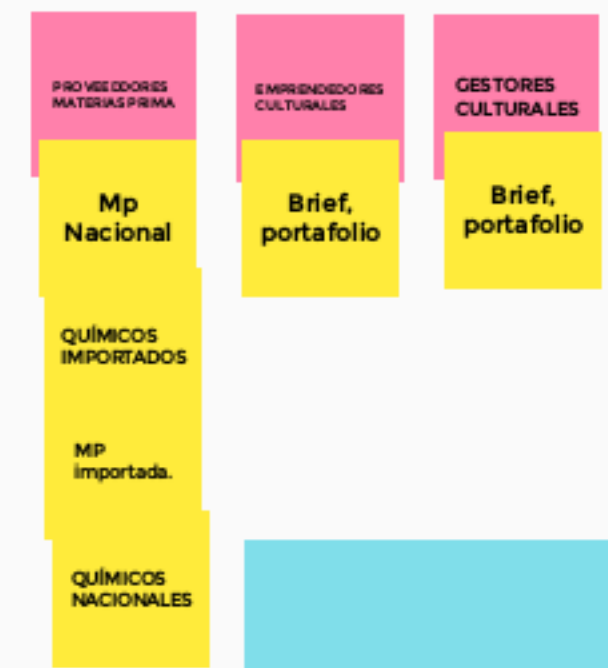 PROVEEDORES
MATERIAS PRIMA
EMPRENDEDORES
CULTURALES
GESTORES
CULTURALES
Mp
Nacional
Brief,
portafolio
Brief,
portafolio
QUÍMICOS
IMPORTADOS
MP
importada.
QUÍMICOS
NACIONALES